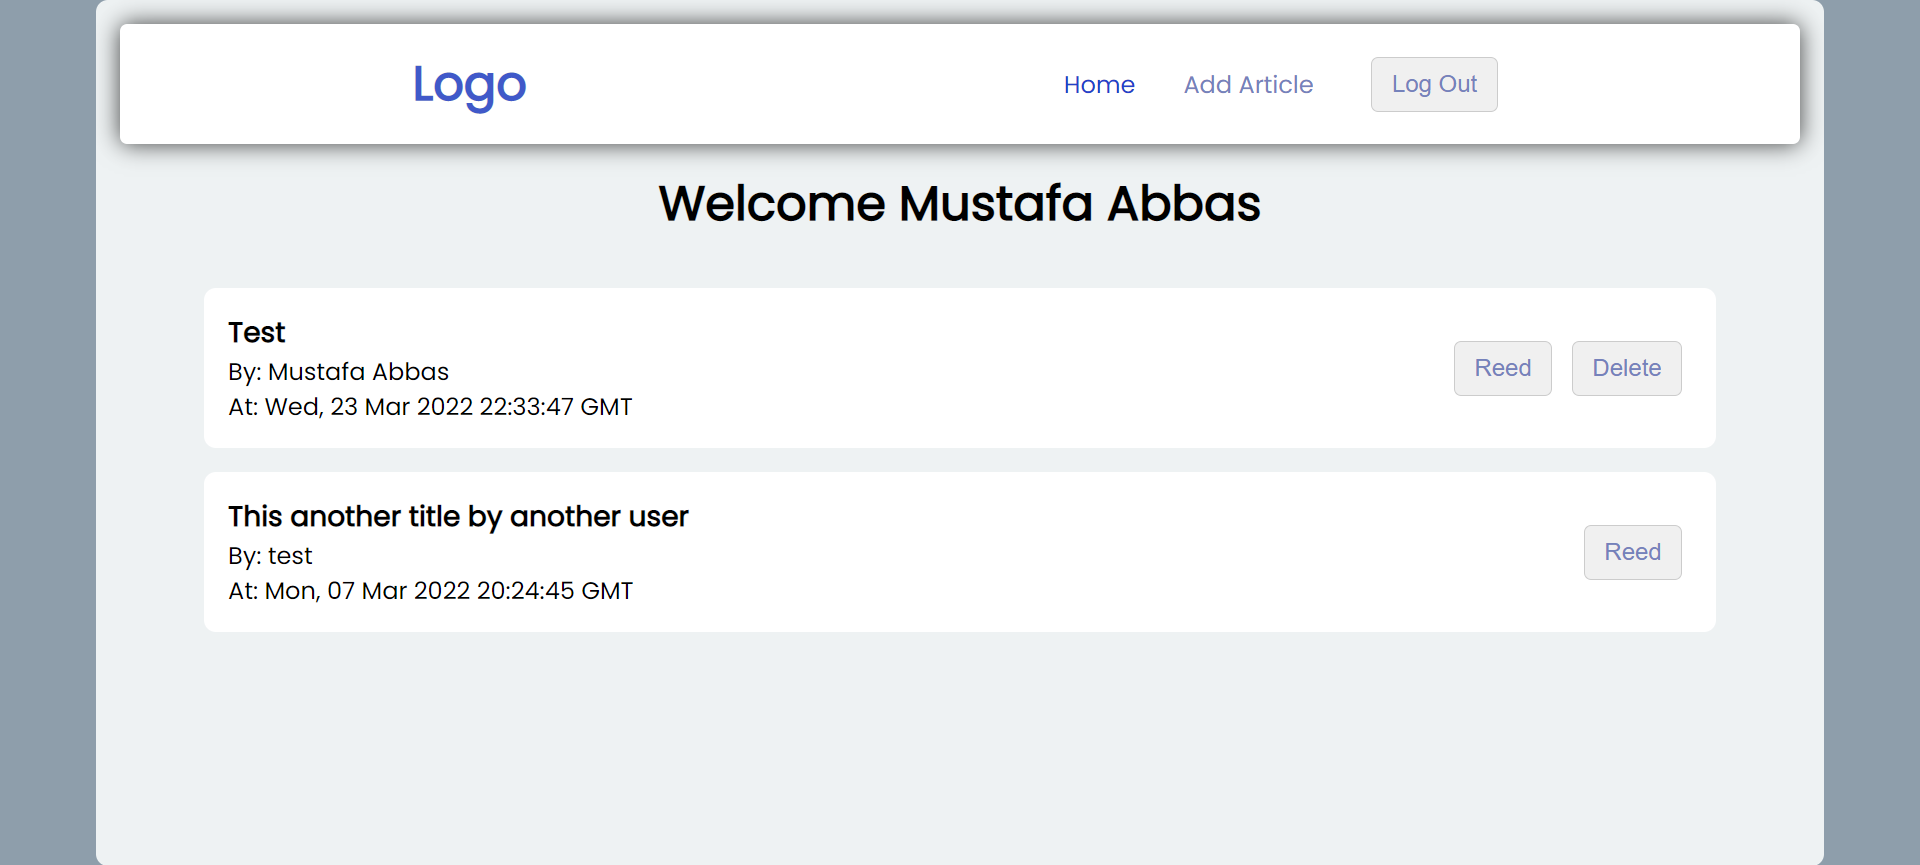 Logo
Home Add Article Log Out
Welcome Mustafa Abbas
Test
By: Mustafa Abbas
At: Wed, 23 Mar 2022 22:33:47 GMT
Reed Delete
This another title by another user
By: test
At: Mon, 07 Mar 2022 20:24:45 GMT
Reed